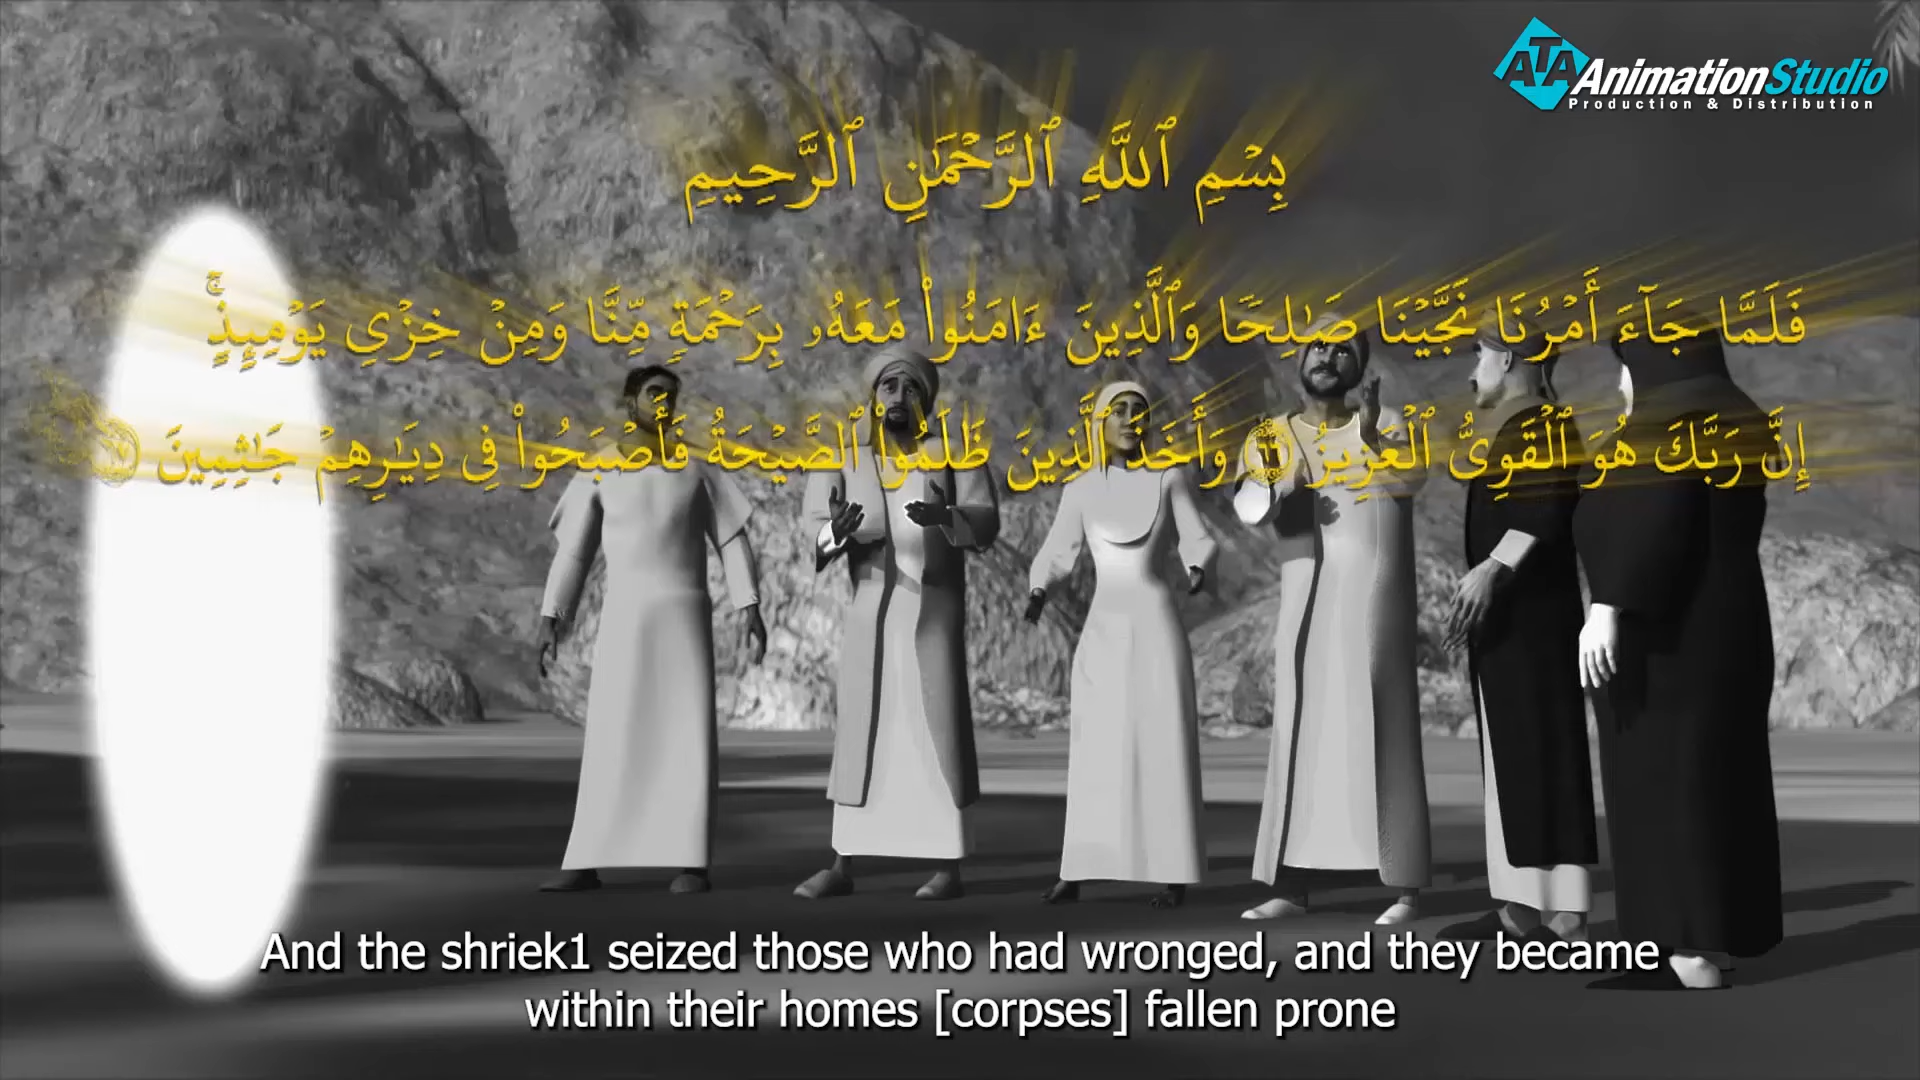 ATA AnimationStudio
Production & Distribution
بِسْمِ ٱللَّهِ ٱلرَّحْمَٰنِ ٱلرَّحِيمِ
فَلَمَّا جَآءَ أَمْرُنَا نَجَّيْنَا صَٰلِحًا وَٱلَّذِينَ ءَامَنُوا۟ مَعَهُۥ بِرَحْمَةٍ مِّنَّا وَمِنْ خِزْىِ يَوْمِئِذٍ ۗ
إِنَّ رَبَّكَ هُوَ ٱلْقَوِىُّ ٱلْعَزِيزُ ٦٦ وَأَخَذَ ٱلَّذِينَ ظَلَمُوا۟ ٱلصَّيْحَةُ فَأَصْبَحُوا۟ فِى دِيَٰرِهِمْ جَٰثِمِينَ ٦٧
And the shriek1 seized those who had wronged, and they became
within their homes [corpses] fallen prone